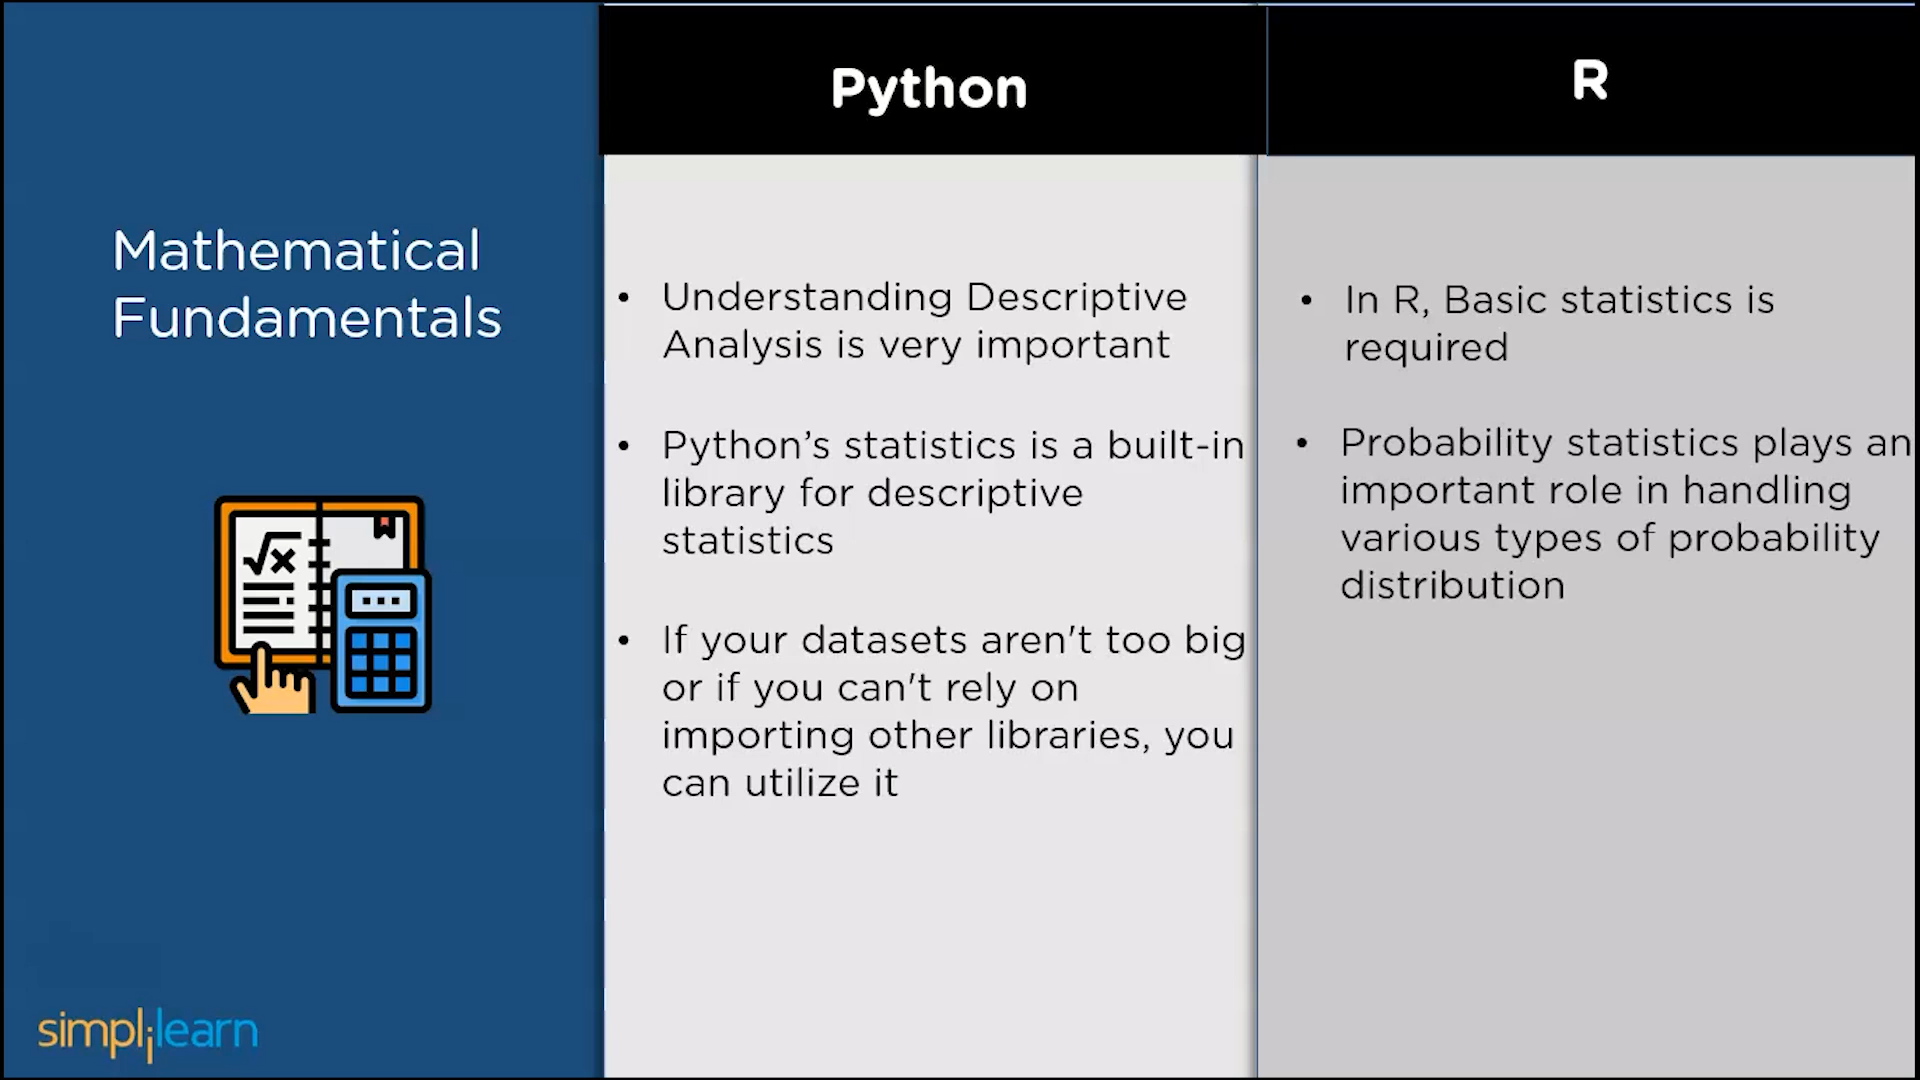 Mathematical
Fundamentals
√x
simplilearn
Python
• Understanding Descriptive
Analysis is very important
• Python’s statistics is a built-in
library for descriptive
statistics
• If your datasets aren't too big
or if you can't rely on
importing other libraries, you
can utilize it
R
• In R, Basic statistics is
required
• Probability statistics plays an
important role in handling
various types of probability
distribution